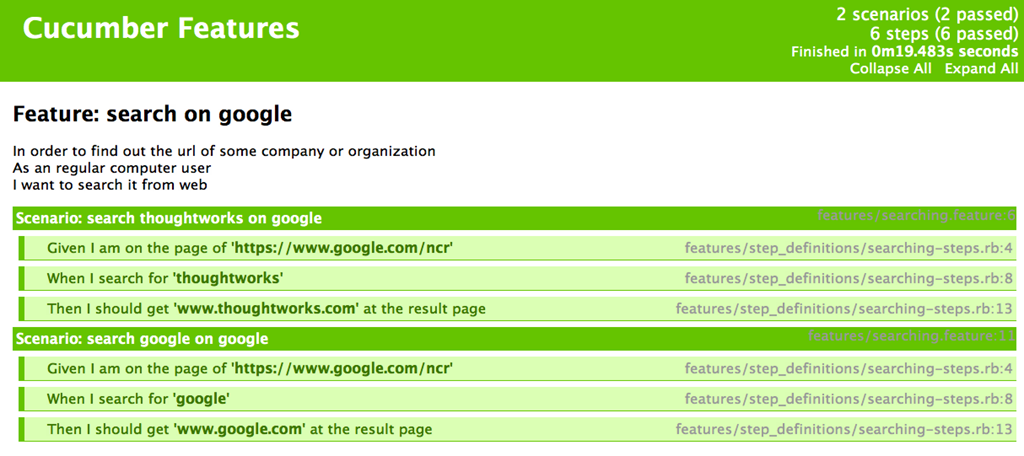 Cucumber Features
2 scenarios (2 passed)
6 steps (6 passed)
Finished in 0m19.483s seconds
Collapse All Expand All
Feature: search on google
In order to find out the url of some company or organization
As an regular computer user
I want to search it from web
Scenario: search thoughtworks on google features/searching.feature:6
Given I am on the page of 'https://www.google.com/ncr' features/step_definitions/searching-steps.rb:4
When I search for 'thoughtworks' features/step_definitions/searching-steps.rb:8
Then I should get 'www.thoughtworks.com' at the result page features/step_definitions/searching-steps.rb:13
Scenario: search google on google features/searching.feature:11
Given I am on the page of 'https://www.google.com/ncr' features/step_definitions/searching-steps.rb:4
When I search for 'google' features/step_definitions/searching-steps.rb:8
Then I should get 'www.google.com' at the result page features/step_definitions/searching-steps.rb:13